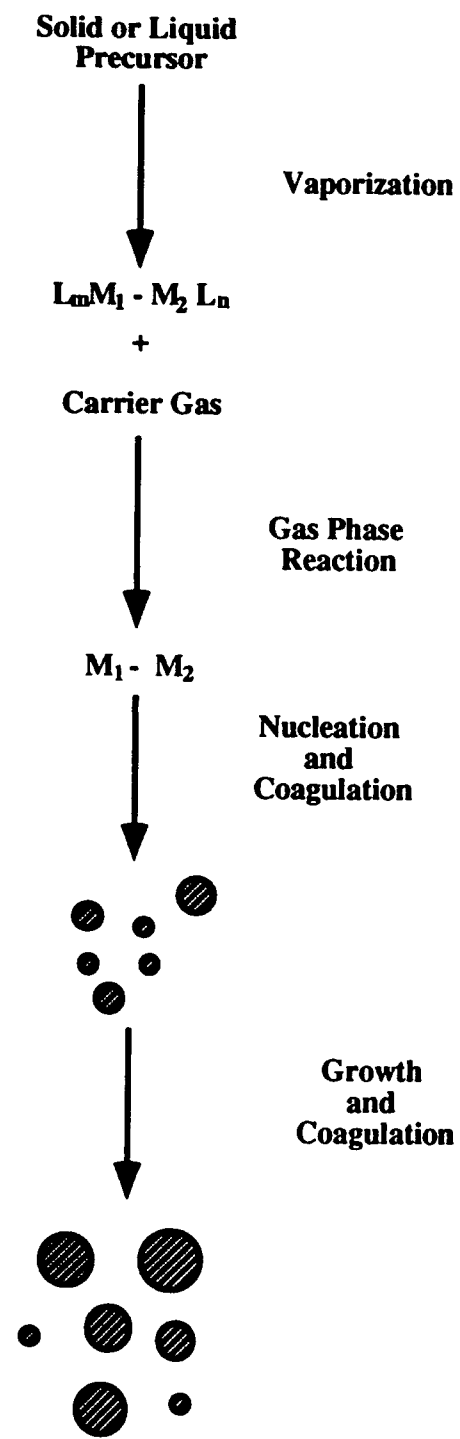 Solid or Liquid
Precursor
Vaporization
LmM1 - M2 Ln
+
Carrier Gas
Gas Phase
Reaction
M1 - M2
Nucleation
and
Coagulation
Growth
and
Coagulation